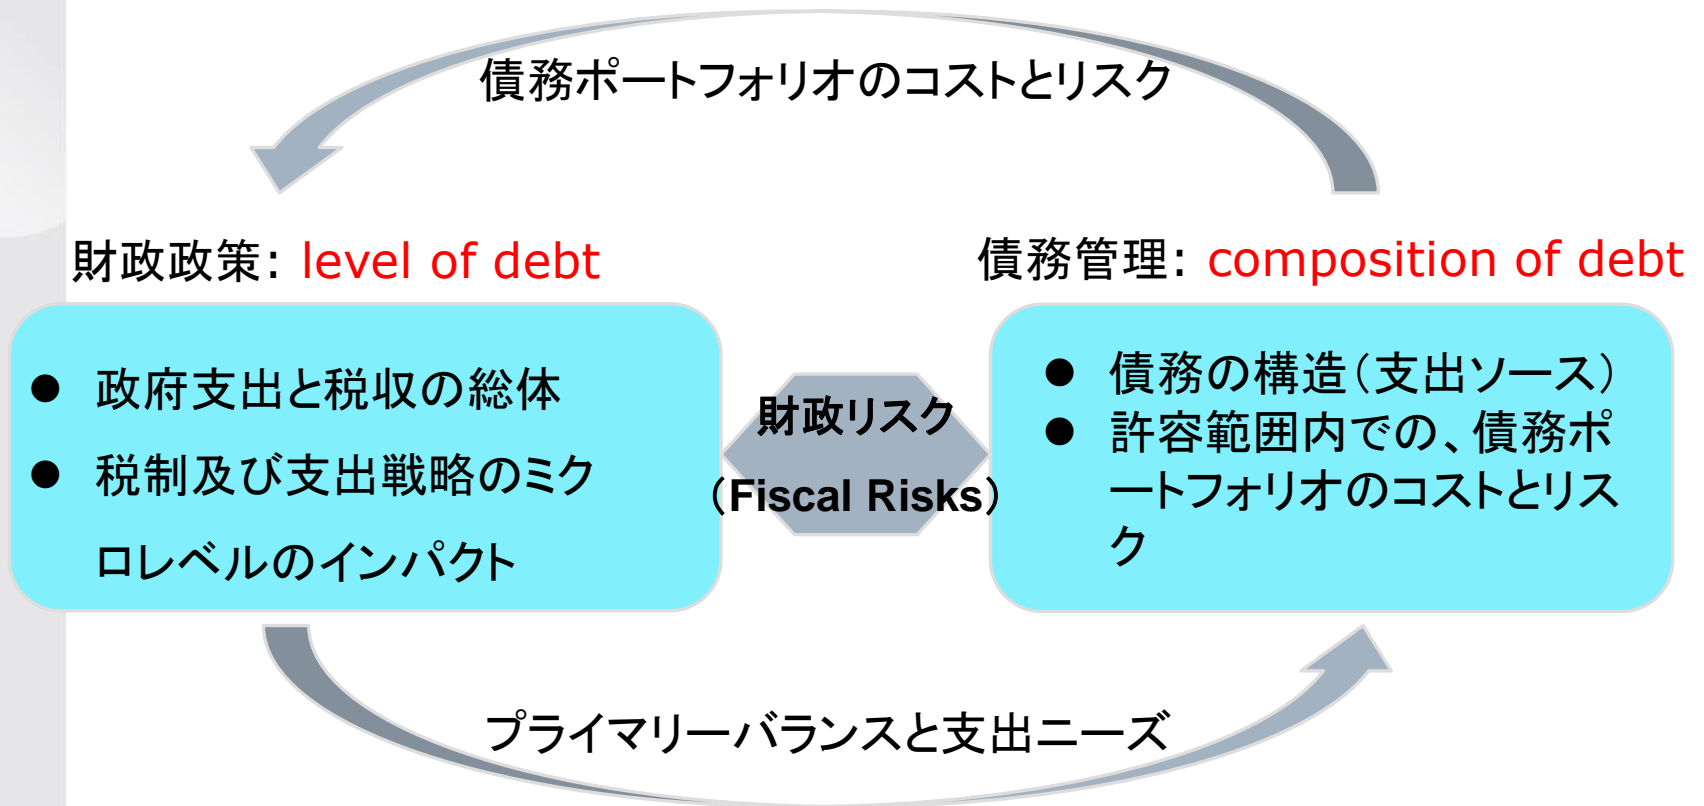 債務ポートフォリオのコストとリスク
財政政策: level of debt
● 政府支出と税収の総体
● 税制及び支出戦略のミク
ロレベルのインパクト
財政リスク
（Fiscal Risks）
債務管理: composition of debt
● 債務の構造（支出ソース）
● 許容範囲内での、債務ポ
ートフォリオのコストとリス
ク
プライマリーバランスと支出ニーズ